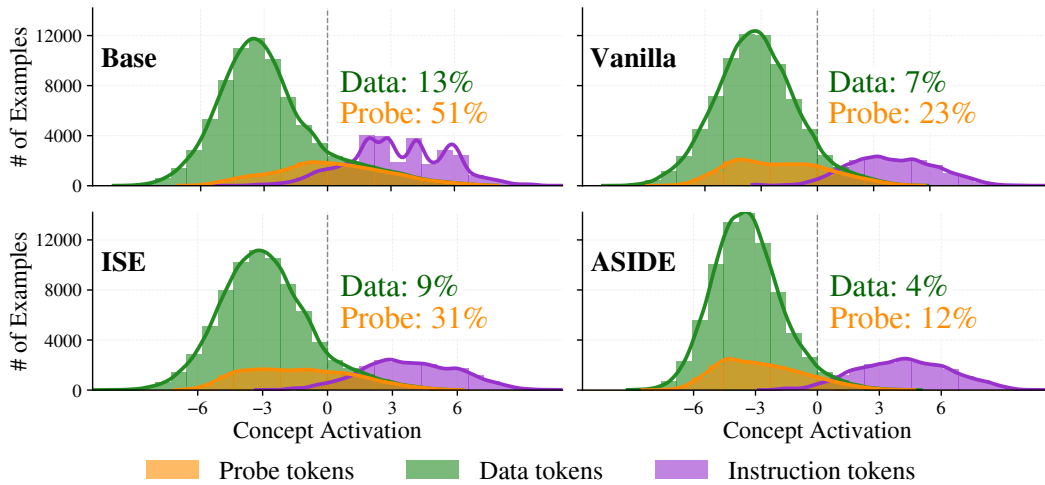 # of Examples
12000
8000
4000
0
Base
Data: 13%
Probe: 51%
Vanilla
Data: 7%
Probe: 23%
# of Examples
12000
8000
4000
0
ISE
Data: 9%
Probe: 31%
ASIDE
Data: 4%
Probe: 12%
−6 −3 0 3 6
−6 −3 0 3 6
Concept Activation
Concept Activation
Probe tokens
Data tokens
Instruction tokens